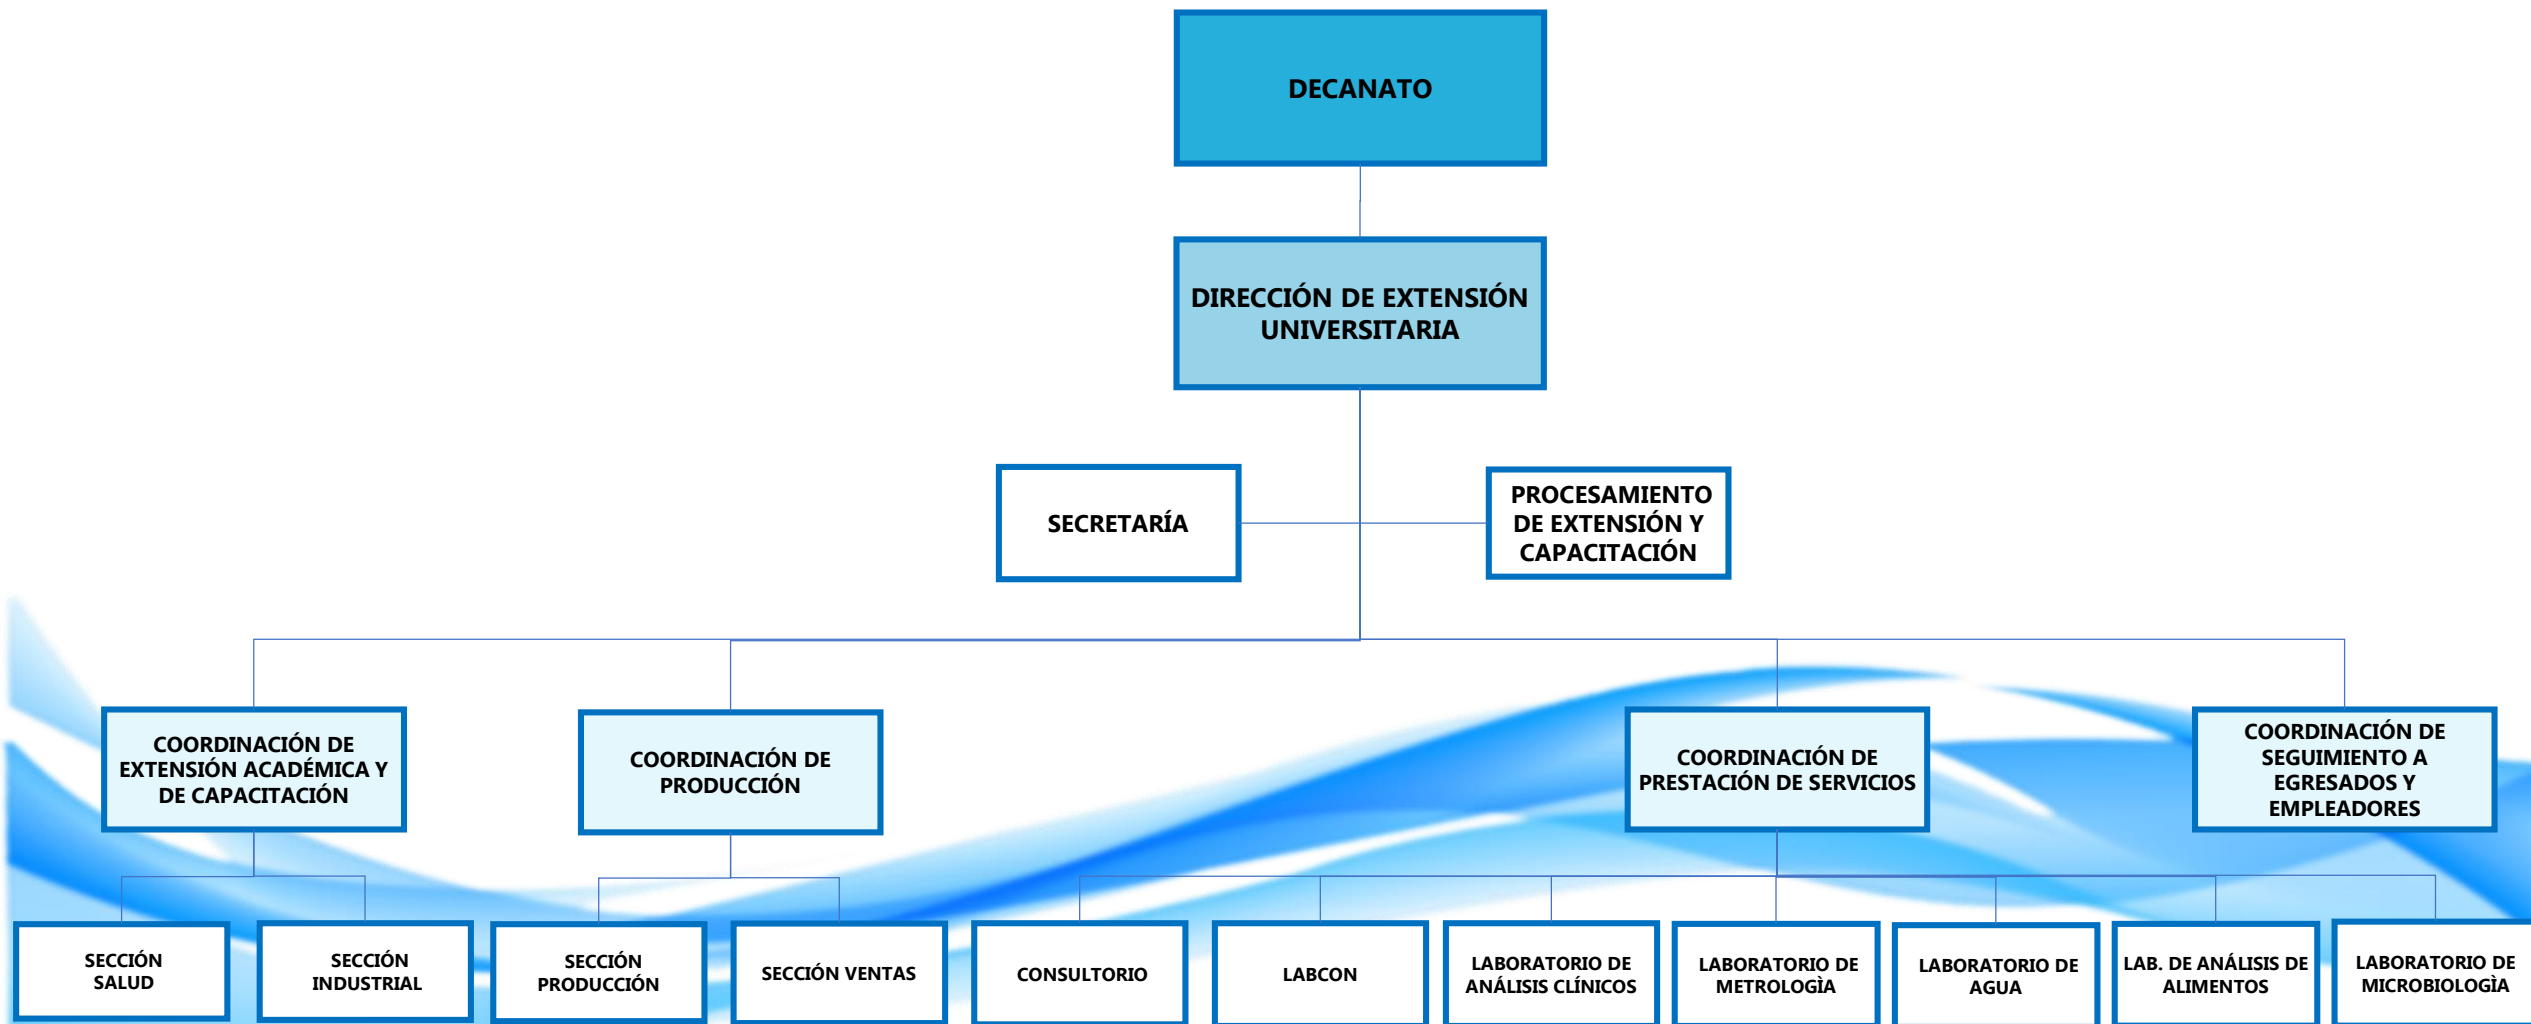 DECANATO
DIRECCIÓN DE EXTENSIÓN
UNIVERSITARIA
SECRETARÍA
PROCESAMIENTO
DE EXTENSIÓN Y
CAPACITACIÓN
COORDINACIÓN DE
EXTENSIÓN ACADÉMICA Y
DE CAPACITACIÓN
COORDINACIÓN DE
PRODUCCIÓN
COORDINACIÓN DE
PRESTACIÓN DE SERVICIOS
COORDINACIÓN DE
SEGUIMIENTO A
EGRESADOS Y
EMPLEADORES
SECCIÓN
SALUD
SECCIÓN
INDUSTRIAL
SECCIÓN
PRODUCCIÓN
SECCIÓN VENTAS
CONSULTORIO
LABCON
LABORATORIO DE
ANÁLISIS CLÍNICOS
LABORATORIO DE
METROLOGÌA
LABORATORIO DE
AGUA
LAB. DE ANÁLISIS DE
ALIMENTOS
LABORATORIO DE
MICROBIOLOGÌA